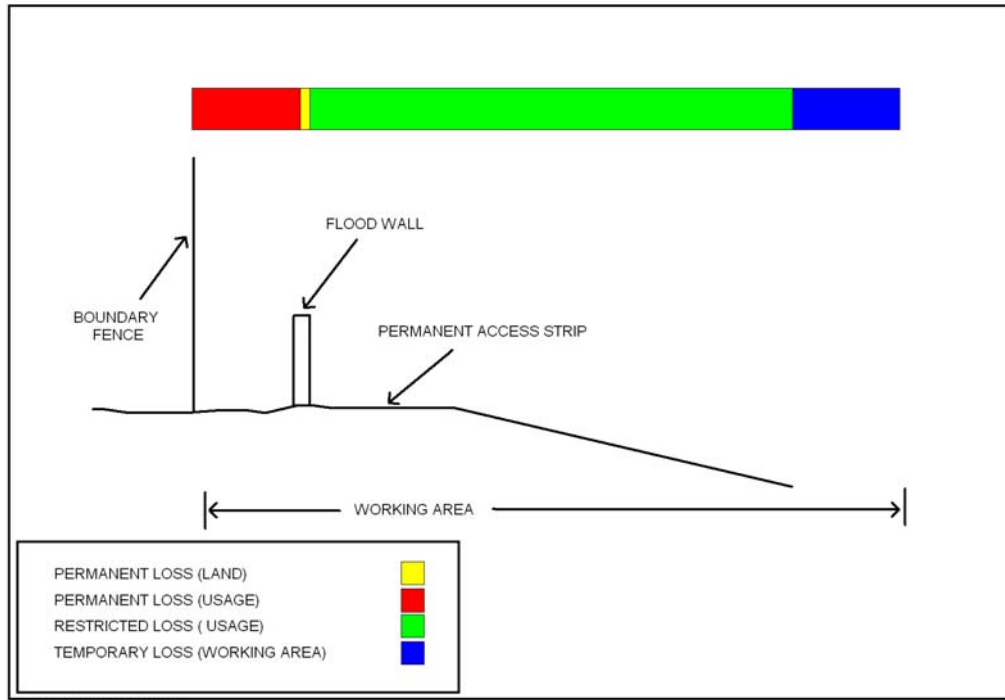 FLOOD WALL
BOUNDARY
FENCE
PERMANENT ACCESS STRIP
WORKING AREA
PERMANENT LOSS (LAND)
PERMANENT LOSS (USAGE)
RESTRICTED LOSS ( USAGE)
TEMPORARY LOSS (WORKING AREA)